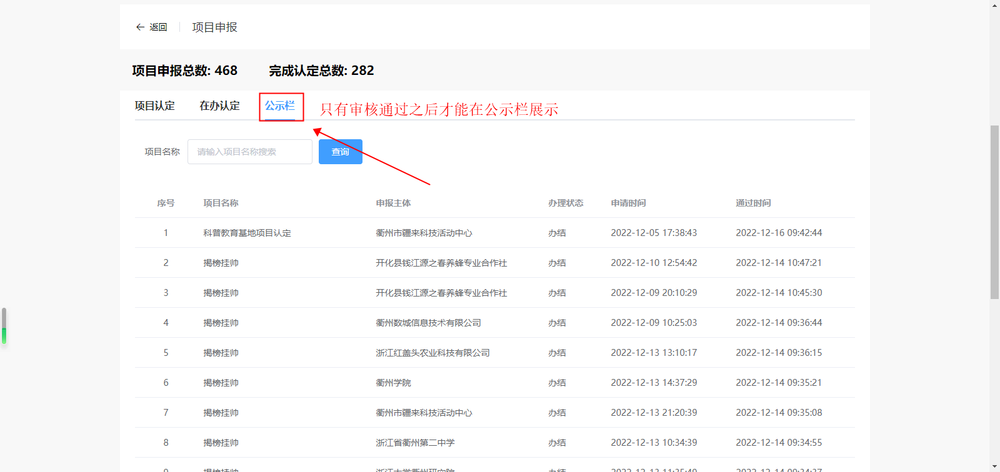 返回 项目申报
项目申报总数: 468 完成认定总数: 282
项目认定 在办认定 公示栏 只有审核通过之后才能在公示栏展示
项目名称 请输入项目名称搜索 查询
序号 项目名称 申报主体 办理状态 申请时间 通过时间
1 科普教育基地项目认定 衢州市疆来科技活动中心 办结 2022-12-05 17:38:43 2022-12-16 09:42:44
2 揭榜挂帅 开化县钱江源之春养蜂专业合作社 办结 2022-12-10 12:54:42 2022-12-14 10:47:21
3 揭榜挂帅 开化县钱江源之春养蜂专业合作社 办结 2022-12-09 20:10:29 2022-12-14 10:45:30
4 揭榜挂帅 衢州数城信息技术有限公司 办结 2022-12-09 10:25:03 2022-12-14 09:36:44
5 揭榜挂帅 浙江红盖头农业科技有限公司 办结 2022-12-13 13:10:17 2022-12-14 09:36:15
6 揭榜挂帅 衢州学院 办结 2022-12-13 14:37:29 2022-12-14 09:35:21
7 揭榜挂帅 衢州市疆来科技活动中心 办结 2022-12-13 21:20:39 2022-12-14 09:35:08
8 揭榜挂帅 浙江省衢州第二中学 办结 2022-12-13 10:34:39 2022-12-14 09:34:55